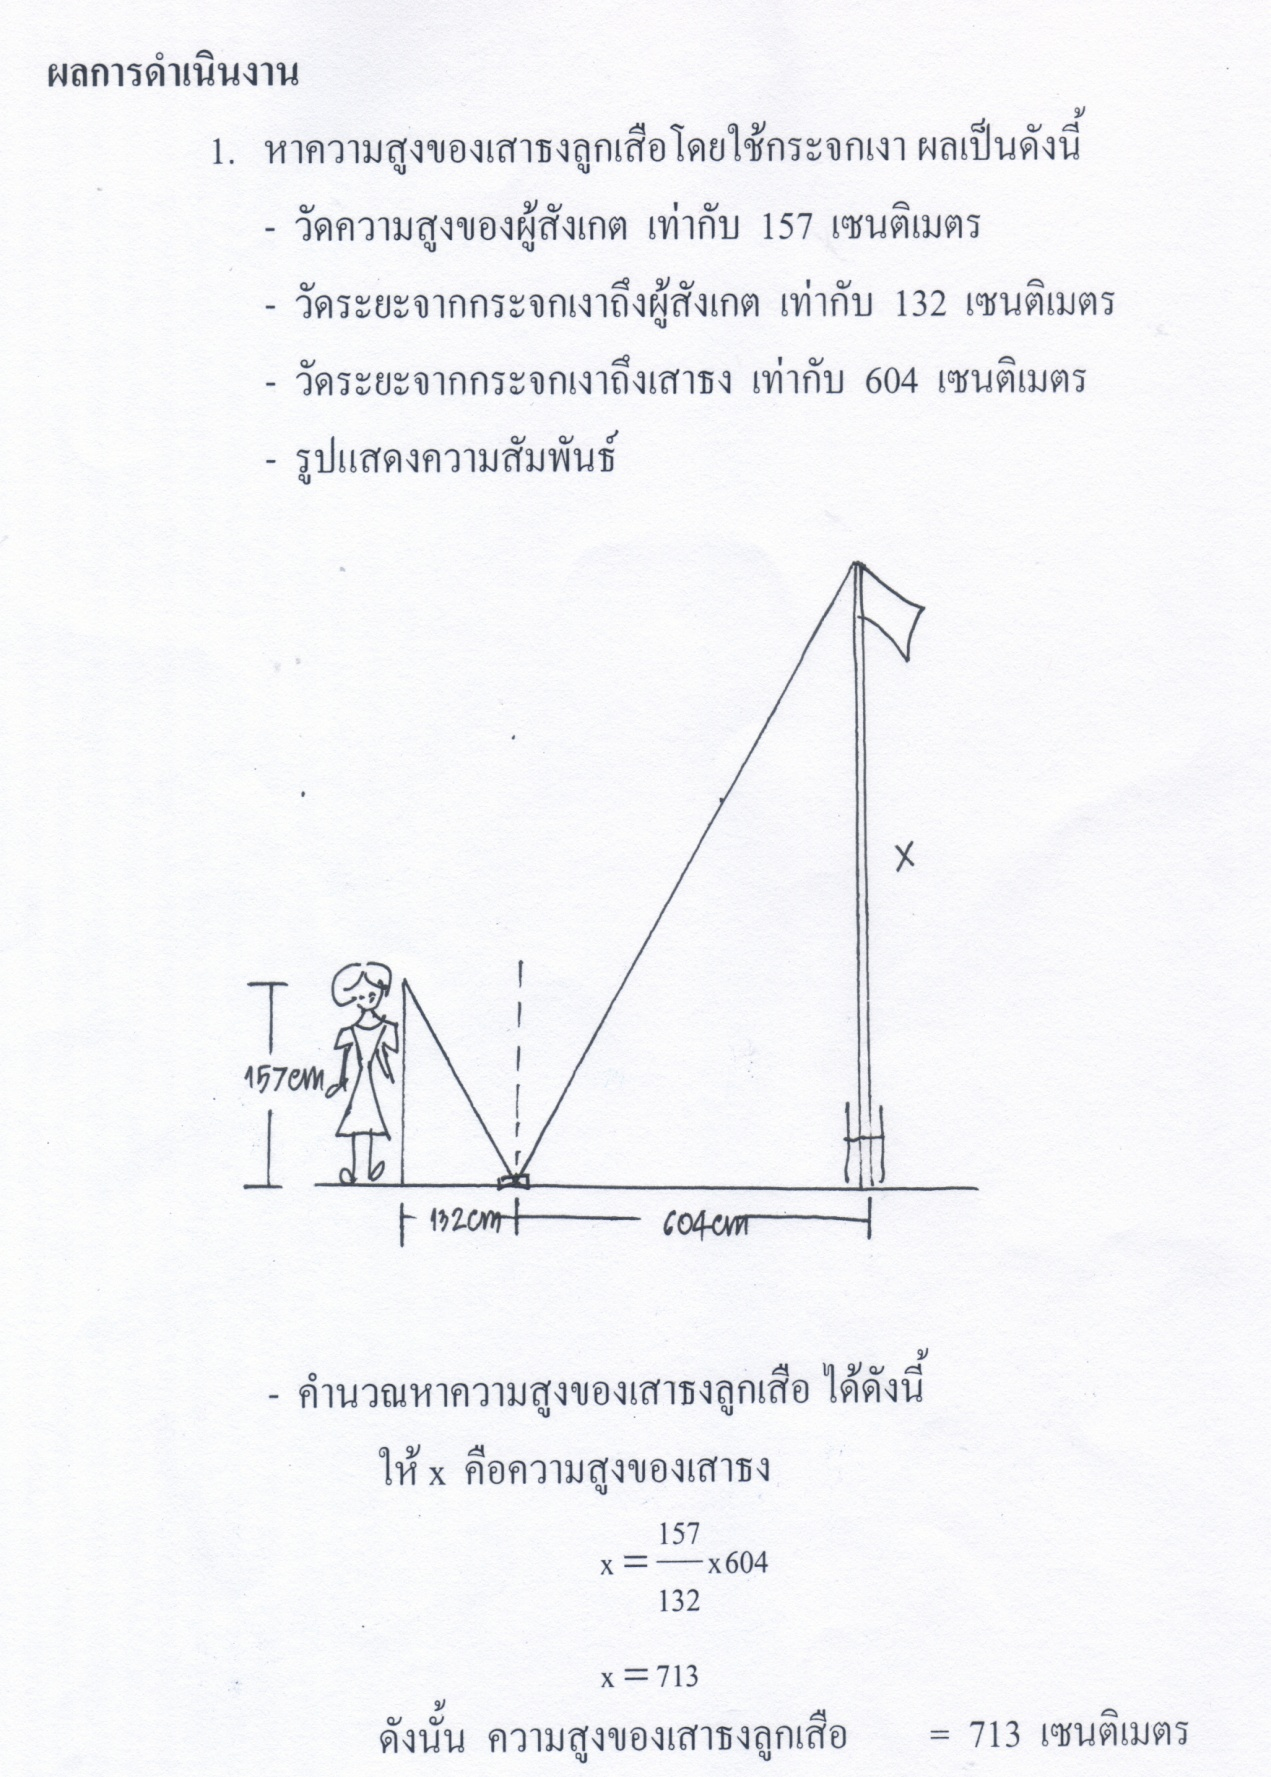 ผลการดำเนินงาน
1. หาความสูงของเสาธงลูกเสือโดยใช้กระจกเงา ผลเป็นดังนี้
- วัดความสูงของผู้สังเกต เท่ากับ 157 เซนติเมตร
- วัดระยะจากกระจกเงาถึงผู้สังเกต เท่ากับ 132 เซนติเมตร
- วัดระยะจากกระจกเงาถึงเสาธง เท่ากับ 604 เซนติเมตร
- รูปแสดงความสัมพันธ์
X
157cm
132cm 604cm
- คำนวณหาความสูงของเสาธงลูกเสือ ได้ดังนี้
ให้ x คือความสูงของเสาธง
157
x = x604
132
x = 713
ดังนั้น ความสูงของเสาธงลูกเสือ = 713 เซนติเมตร